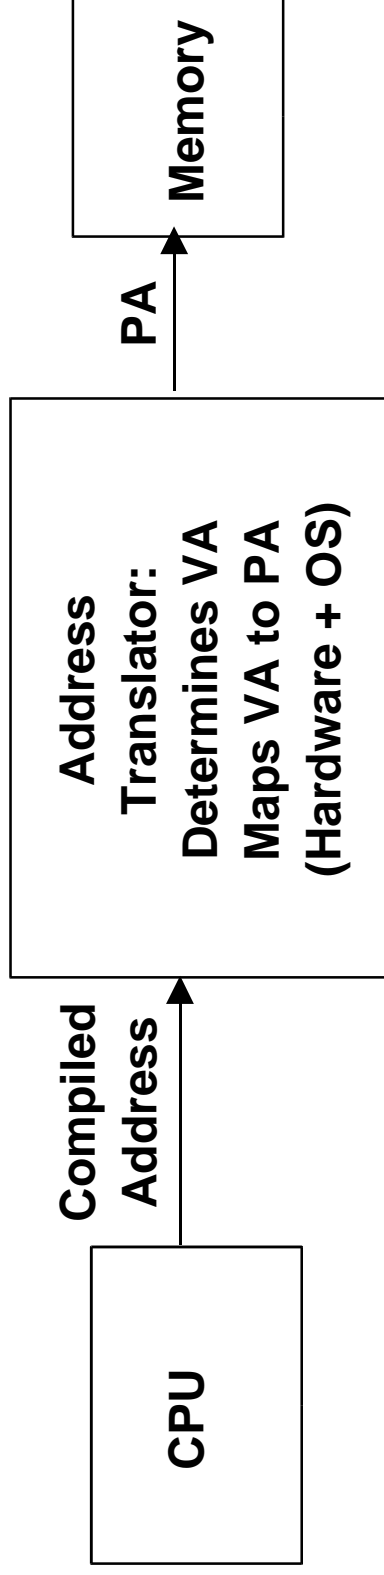 CPU
Compiled
Address
Address
Translator:
Determines VA
Maps VA to PA
(Hardware + OS)
PA
Memory